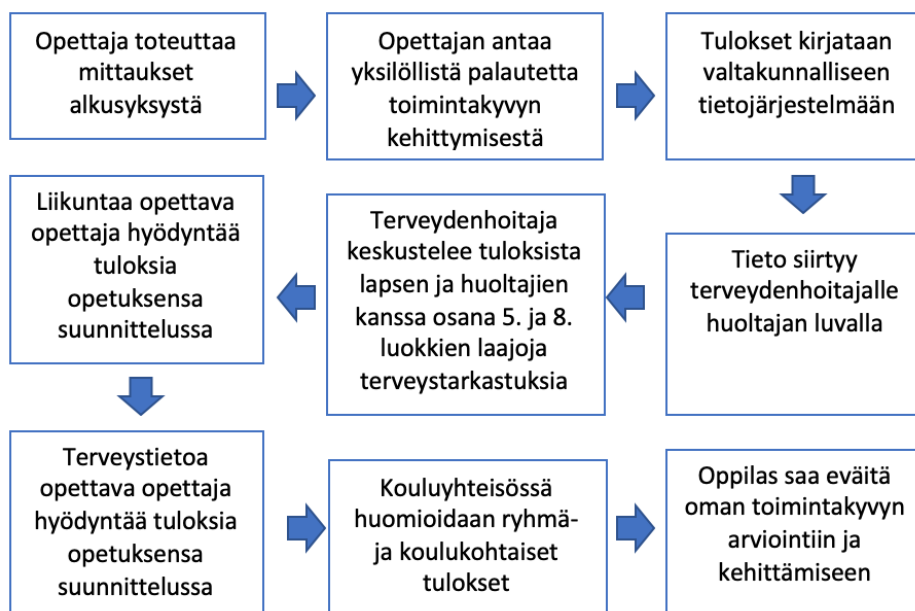 Opettaja toteuttaa
mittaukset
alkusyksystä
Opettajan antaa
yksilöllistä palautetta
toimintakyvyn
kehittymisestä
Tulokset kirjataan
valtakunnalliseen
tietojärjestelmään
Tieto siirtyy
terveydenhoitajalle
huoltajan luvalla
Terveydenhoitaja
keskustelee tuloksista
lapsen ja huoltajien
kanssa osana 5. ja 8.
luokkien laajoja
terveystarkastuksia
Liikuntaa opettava
opettaja hyödyntää
tuloksia
opetuksensa
suunnittelussa
Terveystietoa
opettava opettaja
hyödyntää tuloksia
opetuksensa
suunnittelussa
Kouluyhteisössä
huomioidaan ryhmä-
ja koulukohtaiset
tulokset
Oppilas saa eväitä
oman toimintakyvyn
arviointiin ja
kehittämiseen